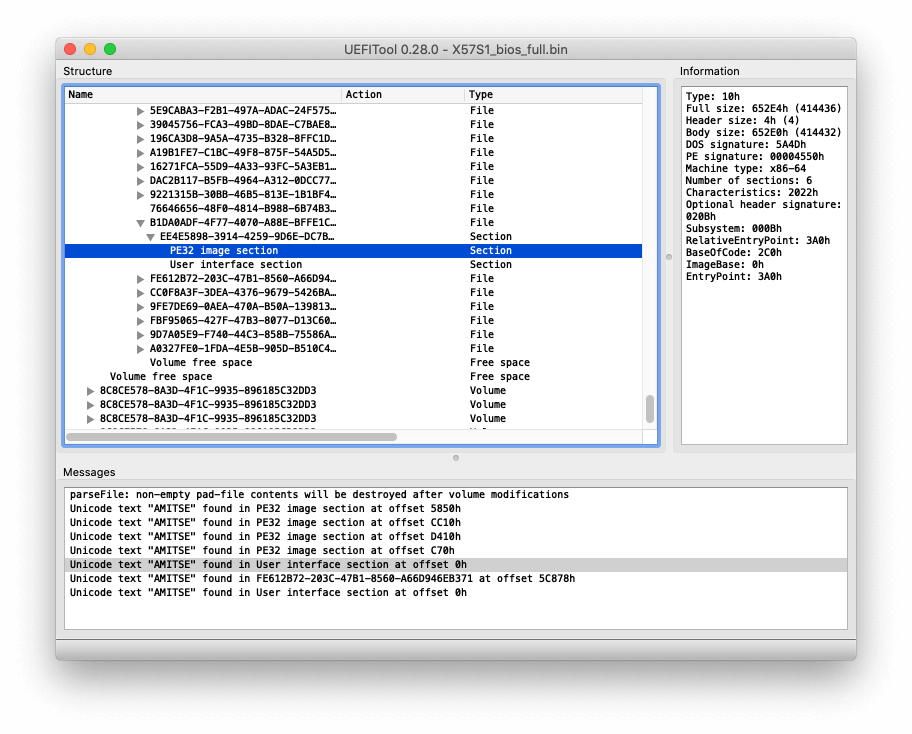 UEFITool 0.28.0 - X57S1_bios_full.bin
Structure
Name Action Type
5E9CABA3-F2B1-497A-ADAC-24F575… File
39045756-FCA3-49BD-8DAE-C7BAE8… File
196CA3D8-9A5A-4735-B328-8FFC1D… File
A19B1FE7-C1BC-49F8-875F-54A5D5… File
16271FCA-55D9-4A33-93FC-5A3EB1… File
DAC2B117-B5FB-4964-A312-0DCC77… File
9221315B-30BB-46B5-813E-1B1BF4… File
76646656-48F0-4814-B988-6B74B3… File
B1DA0ADF-4F77-4070-A88E-BFFE1C… File
EE4E5898-3914-4259-9D6E-DC7B… Section
PE32 image section Section
User interface section Section
FE612B72-203C-47B1-8560-A66D94… File
CC0F8A3F-3DEA-4376-9679-5426BA… File
9FE7DE69-0AEA-470A-B50A-139813… File
FBF95065-427F-47B3-8077-D13C60… File
9D7A05E9-F740-44C3-858B-75586A… File
A0327FE0-1FDA-4E5B-905D-B510C4… File
Volume free space Free space
Volume free space Free space
8C8CE578-8A3D-4F1C-9935-896185C32DD3 Volume
8C8CE578-8A3D-4F1C-9935-896185C32DD3 Volume
8C8CE578-8A3D-4F1C-9935-896185C32DD3 Volume
Information
Type: 10h
Full size: 652E4h (414436)
Header size: 4h (4)
Body size: 652E0h (414432)
DOS signature: 5A4Dh
PE signature: 00004550h
Machine type: x86-64
Number of sections: 6
Characteristics: 2022h
Optional header signature:
020Bh
Subsystem: 000Bh
RelativeEntryPoint: 3A0h
BaseOfCode: 2C0h
ImageBase: 0h
EntryPoint: 3A0h
Messages
parseFile: non-empty pad-file contents will be destroyed after volume modifications
Unicode text "AMITSE" found in PE32 image section at offset 5850h
Unicode text "AMITSE" found in PE32 image section at offset CC10h
Unicode text "AMITSE" found in PE32 image section at offset D410h
Unicode text "AMITSE" found in PE32 image section at offset C70h
Unicode text "AMITSE" found in User interface section at offset 0h
Unicode text "AMITSE" found in FE612B72-203C-47B1-8560-A66D946EB371 at offset 5C878h
Unicode text "AMITSE" found in User interface section at offset 0h